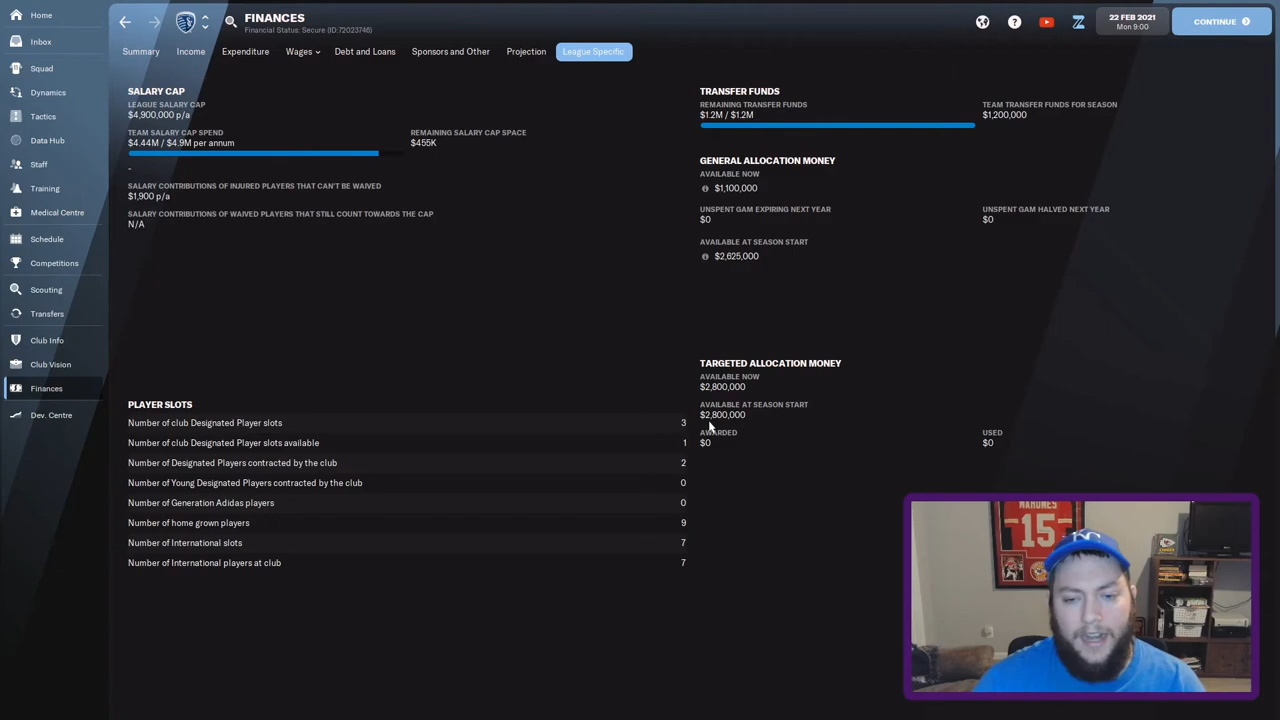 Home
Inbox
Squad
Dynamics
Tactics
Data Hub
Staff
Training
Medical Centre
Schedule
Competitions
Scouting
Transfers
Club Info
Club Vision
Finances
Dev. Centre
FINANCES
Financial Status: Secure (ID:72023746)
22 FEB 2021
Mon 9:00
CONTINUE
Summary
Income
Expenditure
Wages
Debt and Loans
Sponsors and Other
Projection
League Specific
SALARY CAP
LEAGUE SALARY CAP
$4,900,000 p/a
TEAM SALARY CAP SPEND
$4.44M / $4.9M per annum
REMAINING SALARY CAP SPACE
$455K
-
SALARY CONTRIBUTIONS OF INJURED PLAYERS THAT CAN'T BE WAIVED
$1,900 p/a
SALARY CONTRIBUTIONS OF WAIVED PLAYERS THAT STILL COUNT TOWARDS THE CAP
N/A
PLAYER SLOTS
Number of club Designated Player slots 3
Number of club Designated Player slots available 1
Number of Designated Players contracted by the club 2
Number of Young Designated Players contracted by the club 0
Number of Generation Adidas players 0
Number of home grown players 9
Number of International slots 7
Number of International players at club 7
TRANSFER FUNDS
REMAINING TRANSFER FUNDS
$1.2M / $1.2M
TEAM TRANSFER FUNDS FOR SEASON
$1,200,000
GENERAL ALLOCATION MONEY
AVAILABLE NOW
$1,100,000
UNSPENT GAM EXPIRING NEXT YEAR
$0
UNSPENT GAM HALVED NEXT YEAR
$0
AVAILABLE AT SEASON START
$2,625,000
TARGETED ALLOCATION MONEY
AVAILABLE NOW
$2,800,000
AVAILABLE AT SEASON START
$2,800,000
AWARDED
$0
USED
$0
MAHOMES
15
KC